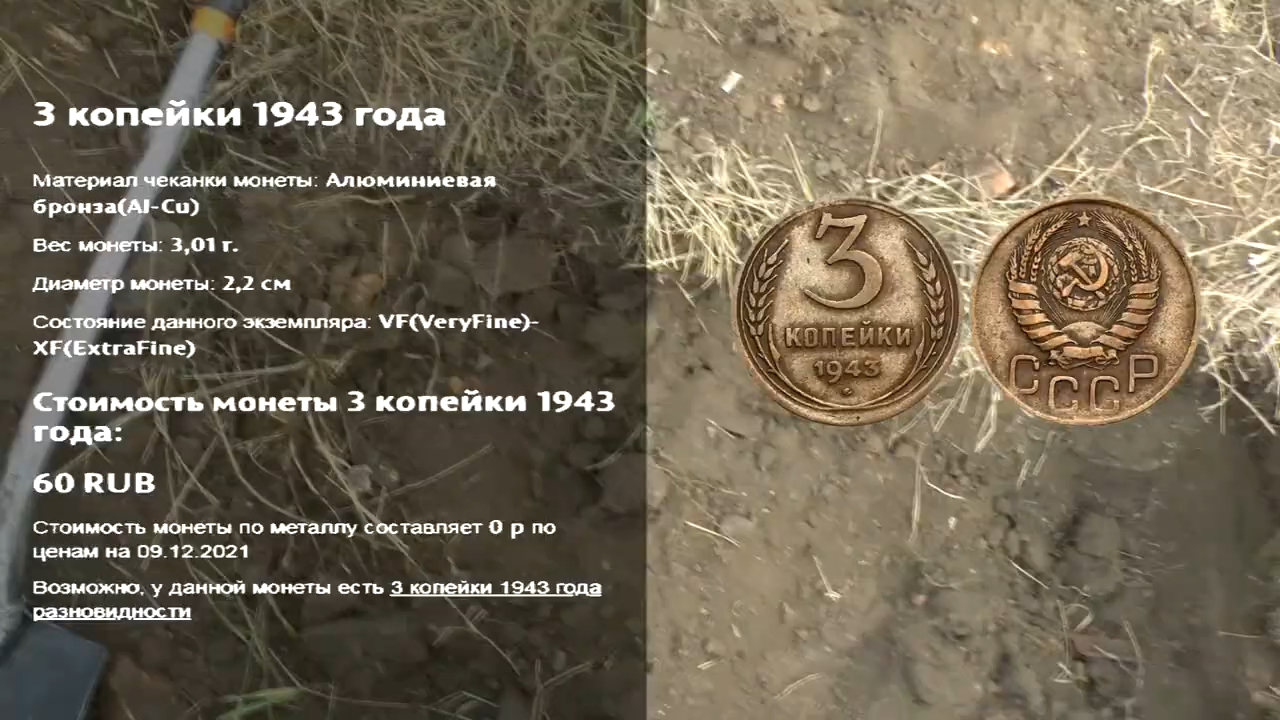 3 копейки 1943 года
Материал чеканки монеты: Алюминиевая
бронза(Al-Cu)
Вес монеты: 3,01 г.
Диаметр монеты: 2,2 см
Состояние данного экземпляра: VF(VeryFine)-
XF(ExtraFine)
Стоимость монеты 3 копейки 1943
года:
60 RUB
Стоимость монеты по металлу составляет 0 р по
ценам на 09.12.2021
Возможно, у данной монеты есть 3 копейки 1943 года
разновидности
3
КОПЕЙКИ
1943
СССР